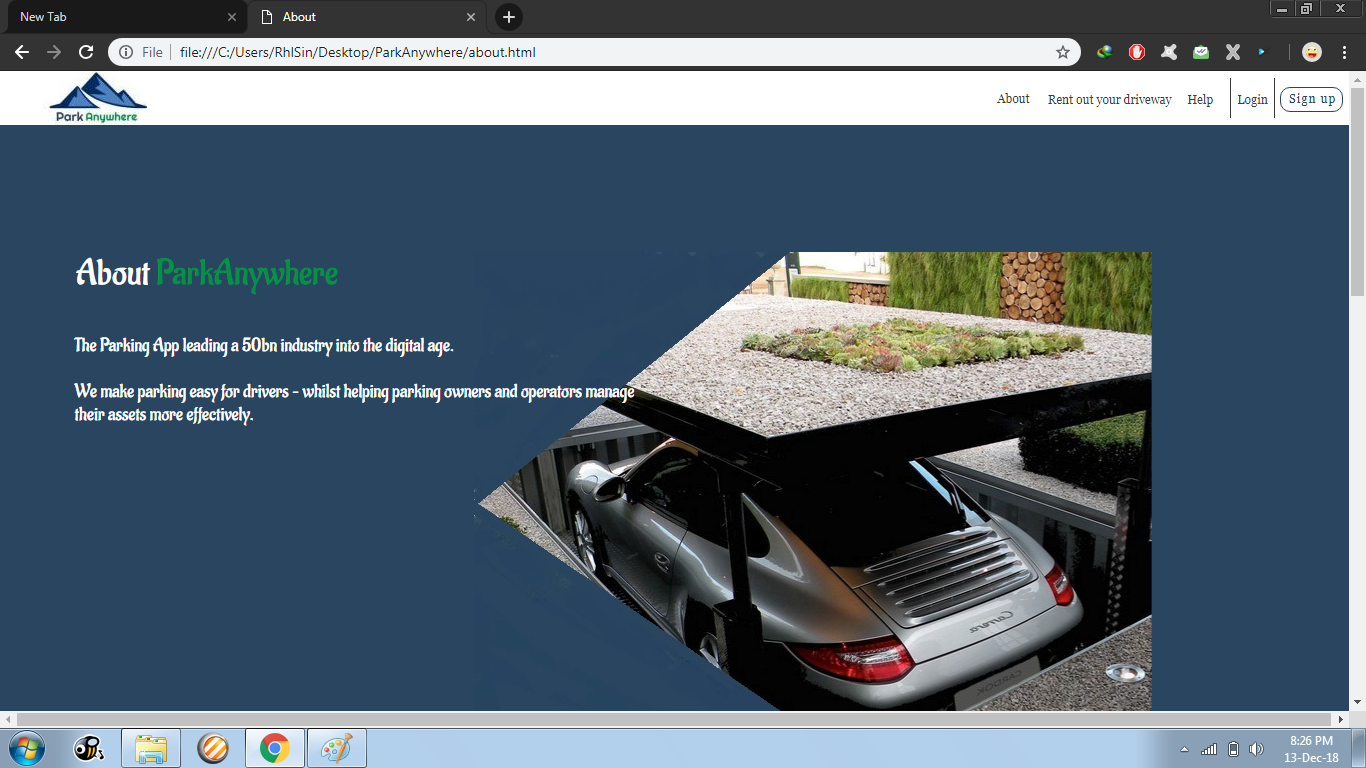 New Tab
About
File
file:///C:/Users/RhlSin/Desktop/ParkAnywhere/about.html
Park Anywhere
About
Rent out your driveway
Help
Login
Sign up
About ParkAnywhere
The Parking App leading a 50bn industry into the digital age.
We make parking easy for drivers - whilst helping parking owners and operators manage
their assets more effectively.
Carrera
8:26 PM
13-Dec-18